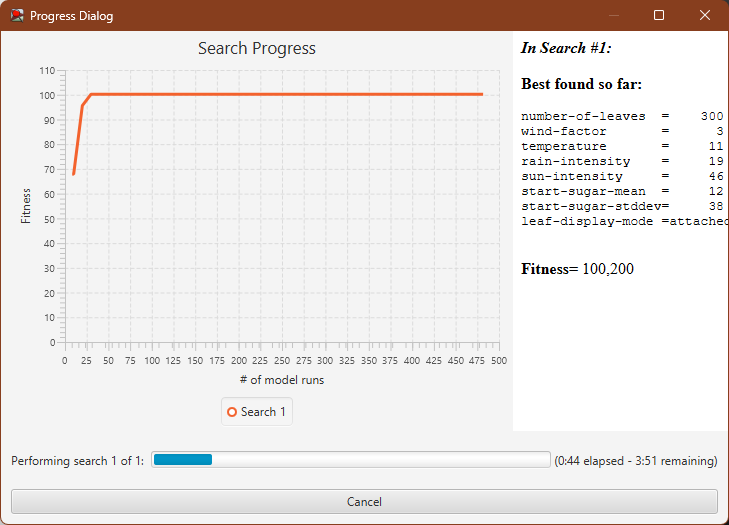 Progress Dialog
Search Progress
110
100
90
80
70
60
50
40
30
20
10
0
Fitness
0 25 50 75 100 125 150 175 200 225 250 275 300 325 350 375 400 425 450 475 500
# of model runs
Search 1
In Search #1:
Best found so far:
number-of-leaves = 300
wind-factor = 3
temperature = 11
rain-intensity = 19
sun-intensity = 46
start-sugar-mean = 12
start-sugar-stddev= 38
leaf-display-mode =attached
Fitness= 100,200
Performing search 1 of 1: (0:44 elapsed - 3:51 remaining)
Cancel